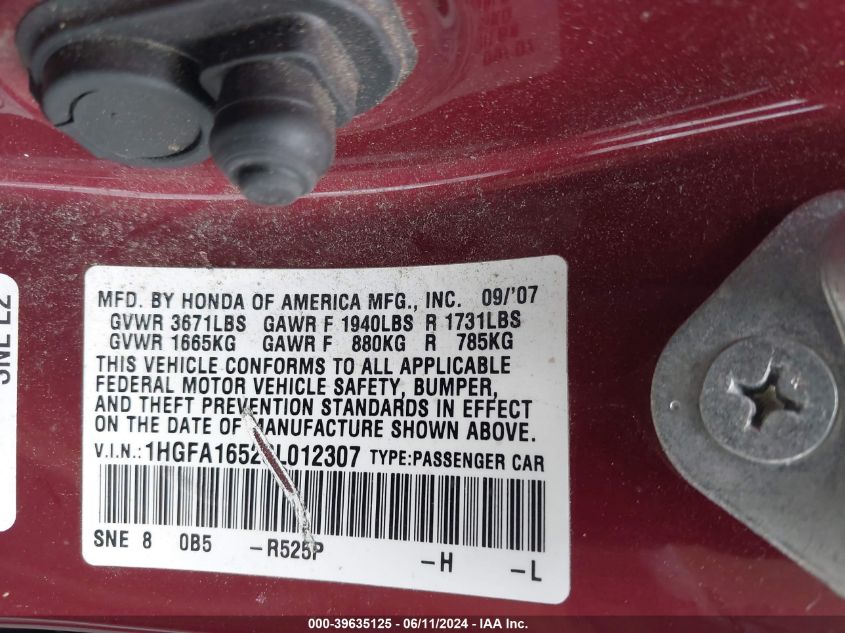 MFD. BY HONDA OF AMERICA MFG., INC. 09/'07
GVWR 3671LBS GAWR F 1940LBS R 1731LBS
GVWR 1665KG GAWR F 880KG R 785KG
THIS VEHICLE CONFORMS TO ALL APPLICABLE
FEDERAL MOTOR VEHICLE SAFETY, BUMPER,
AND THEFT PREVENTION STANDARDS IN EFFECT
ON THE DATE OF MANUFACTURE SHOWN ABOVE.
V.I.N.: TYPE:PASSENGER CAR
SNE 8 0B5 -R525P -H -L
000-39635125 - 06/11/2024 - IAA Inc.